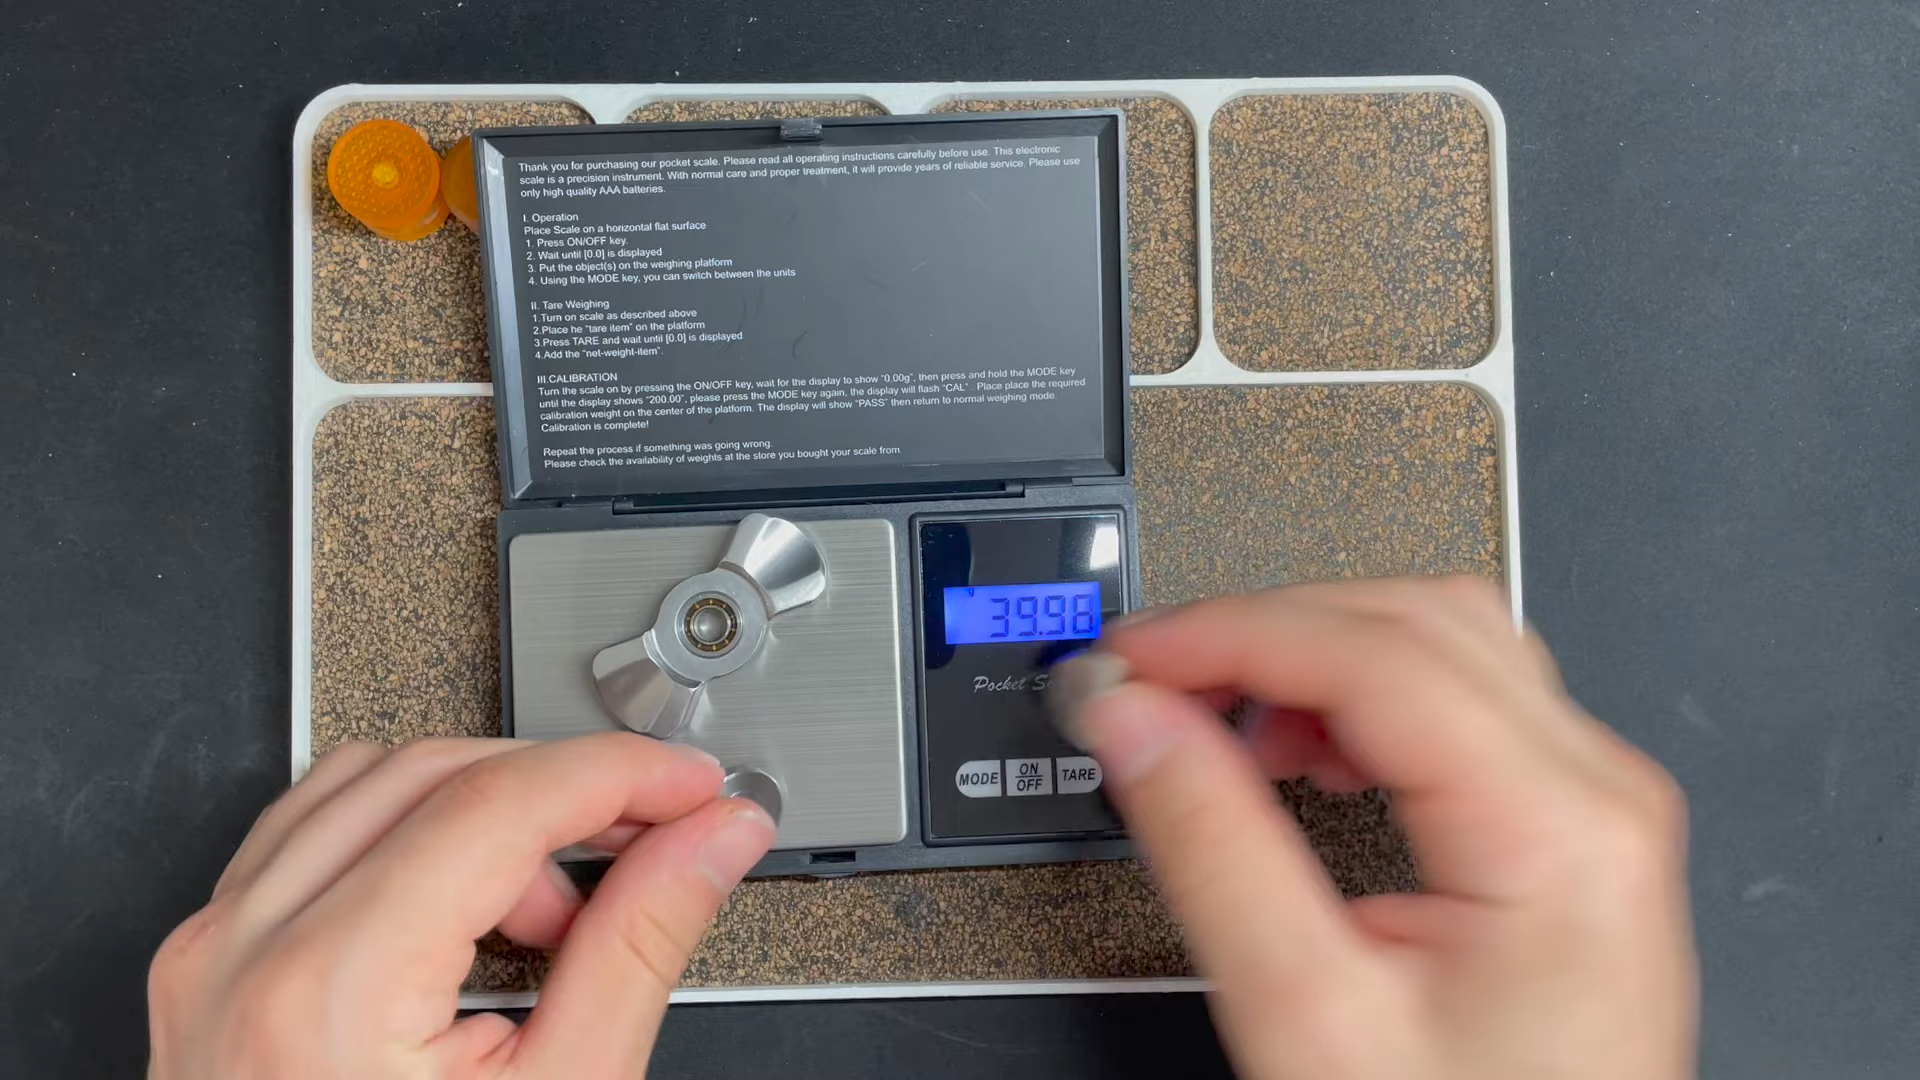 Thank you for purchasing our pocket scale. Please read all operating instructions carefully before use. This electronic
scale is a precision instrument. With normal care and proper treatment, it will provide years of reliable service. Please use
only high quality AAA batteries.
I. Operation
Place Scale on a horizontal flat surface
1. Press ON/OFF key.
2. Wait until [0.0] is displayed
3. Put the object(s) on the weighing platform
4. Using the MODE key, you can switch between the units
II. Tare Weighing
1.Turn on scale as described above
2.Place he "tare item" on the platform
3.Press TARE and wait until [0.0] is displayed
4.Add the "net-weight-item".
III.CALIBRATION
Turn the scale on by pressing the ON/OFF key, wait for the display to show "0.00g", then press and hold the MODE key
until the display shows "200.00", please press the MODE key again, the display will flash "CAL" . Place place the required
calibration weight on the center of the platform. The display will show "PASS" then return to normal weighing mode.
Calibration is complete!
Repeat the process if something was going wrong.
Please check the availability of weights at the store you bought your scale from.
g
39.98
Pocket
MODE
ON
OFF
TARE